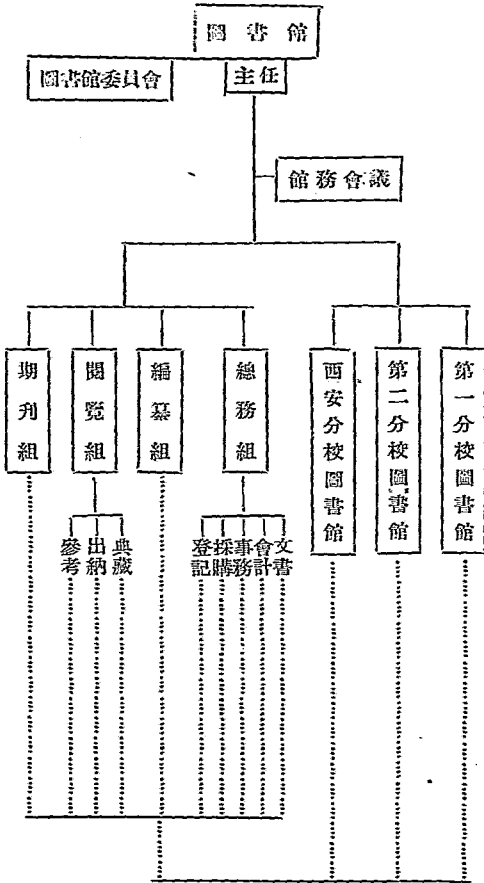 圖書館
圖書館委員會
主任
館務會議
第一分校圖書館
第二分校圖書館
西安分校圖書館
總務組
編纂組
閱覽組
期刊組
文書
會計
事務
採購
登記
典藏
出納
參考